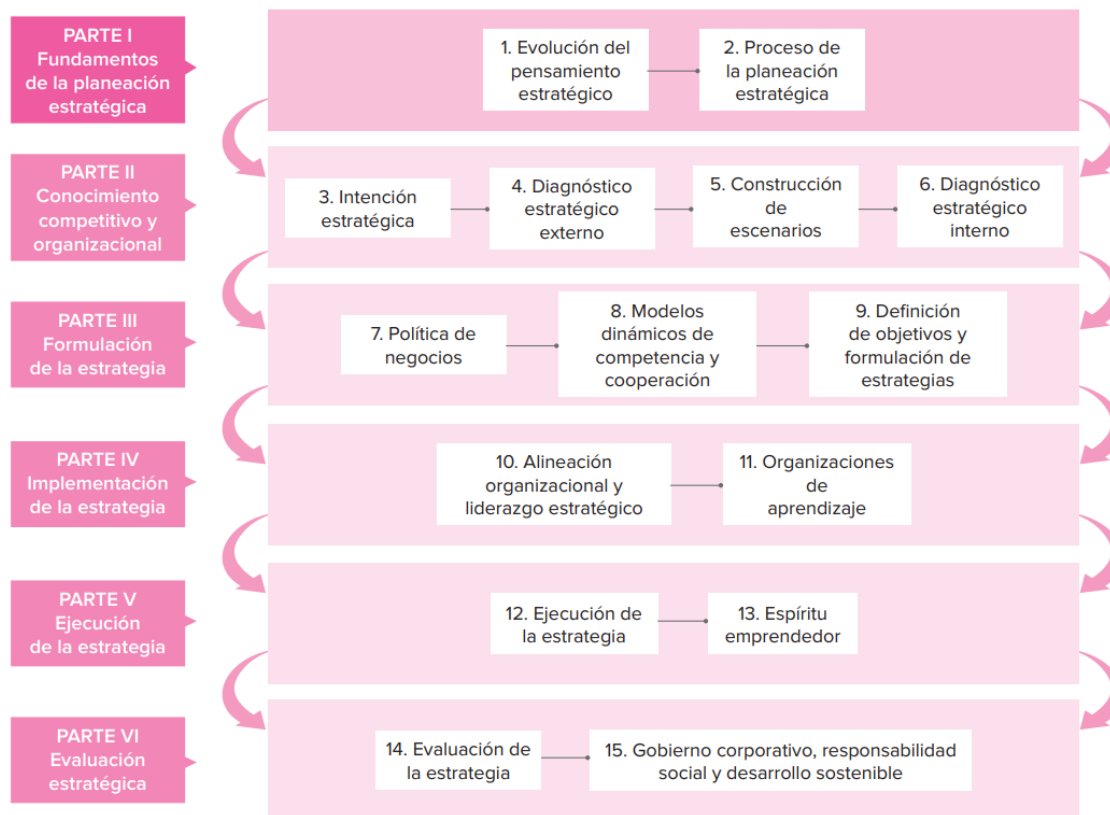 PARTE I
Fundamentos
de la planeación
estratégica
1. Evolución del
pensamiento
estratégico
2. Proceso de
la planeación
estratégica
PARTE II
Conocimiento
competitivo y
organizacional
3. Intención
estratégica
4. Diagnóstico
estratégico
externo
5. Construcción
de
escenarios
6. Diagnóstico
estratégico
interno
PARTE III
Formulación
de la estrategia
7. Política de
negocios
8. Modelos
dinámicos de
competencia y
cooperación
9. Definición
de objetivos y
formulación de
estrategias
PARTE IV
Implementación
de la estrategia
10. Alineación
organizacional y
liderazgo estratégico
11. Organizaciones
de
aprendizaje
PARTE V
Ejecución
de la estrategia
12. Ejecución de
la estrategia
13. Espíritu
emprendedor
PARTE VI
Evaluación
estratégica
14. Evaluación de
la estrategia
15. Gobierno corporativo, responsabilidad
social y desarrollo sostenible